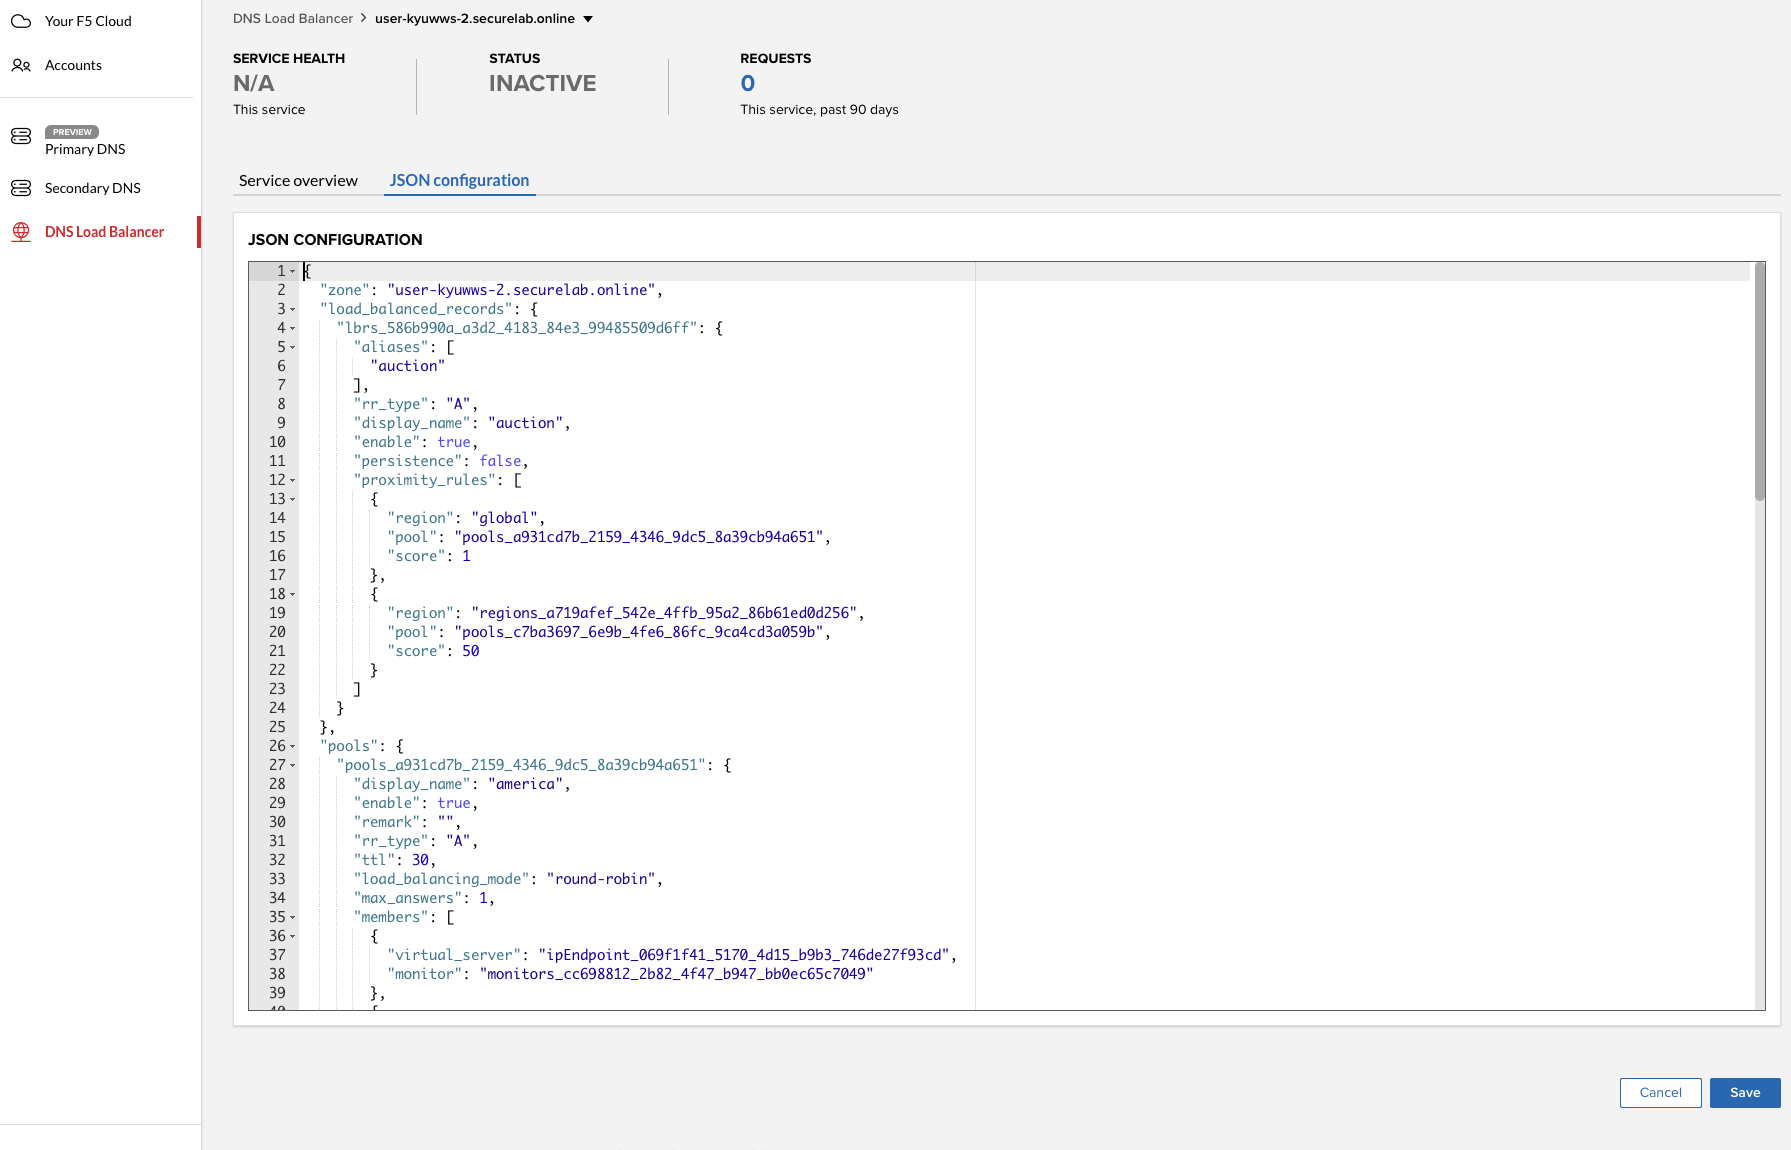 Your F5 Cloud
Accounts
PREVIEW
Primary DNS
Secondary DNS
DNS Load Balancer
DNS Load Balancer > user-kyuwws-2.securelab.online
SERVICE HEALTH
N/A
This service
STATUS
INACTIVE
REQUESTS
0
This service, past 90 days
Service overview
JSON configuration
JSON CONFIGURATION
1 {
2 "zone": "user-kyuwws-2.securelab.online",
3 "load_balanced_records": {
4 "lbrs_586b990a_a3d2_4183_84e3_99485509d6ff": {
5 "aliases": [
6 "auction"
7 ],
8 "rr_type": "A",
9 "display_name": "auction",
10 "enable": true,
11 "persistence": false,
12 "proximity_rules": [
13 {
14 "region": "global",
15 "pool": "pools_a931cd7b_2159_4346_9dc5_8a39cb94a651",
16 "score": 1
17 },
18 {
19 "region": "regions_a719afef_542e_4ffb_95a2_86b61ed0d256",
20 "pool": "pools_c7ba3697_6e9b_4fe6_86fc_9ca4cd3a059b",
21 "score": 50
22 }
23 ]
24 }
25 },
26 "pools": {
27 "pools_a931cd7b_2159_4346_9dc5_8a39cb94a651": {
28 "display_name": "america",
29 "enable": true,
30 "remark": "",
31 "rr_type": "A",
32 "ttl": 30,
33 "load_balancing_mode": "round-robin",
34 "max_answers": 1,
35 "members": [
36 {
37 "virtual_server": "ipEndpoint_069f1f41_5170_4d15_b9b3_746de27f93cd",
38 "monitor": "monitors_cc698812_2b82_4f47_b947_bb0ec65c7049"
39 },
Cancel
Save